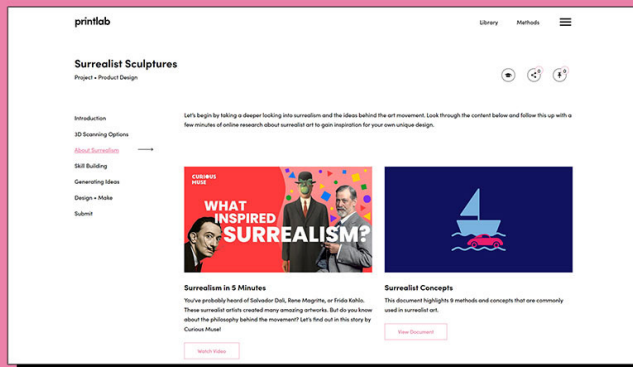 printlab
Library
Methods
Surrealist Sculptures
Project • Product Design
0
0
Introduction
3D Scanning Options
About Surrealism
Skill Building
Generating Ideas
Design + Make
Submit
Let's begin by taking a deeper looking into surrealism and the ideas behind the art movement. Look through the content below and follow this up with a
few minutes of online research about surrealist art to gain inspiration for your own unique design.
CURIOUS
MUSE
WHAT
INSPIRED
SURREALISM?
Surrealism in 5 Minutes
You've probably heard of Salvador Dali, Rene Magritte, or Frida Kahlo.
These surrealist artists created many amazing artworks. But do you know
about the philosophy behind the movement? Let's find out in this story by
Curious Muse!
Watch Video
Surrealist Concepts
This document highlights 9 methods and concepts that are commonly
used in surrealist art.
View Document